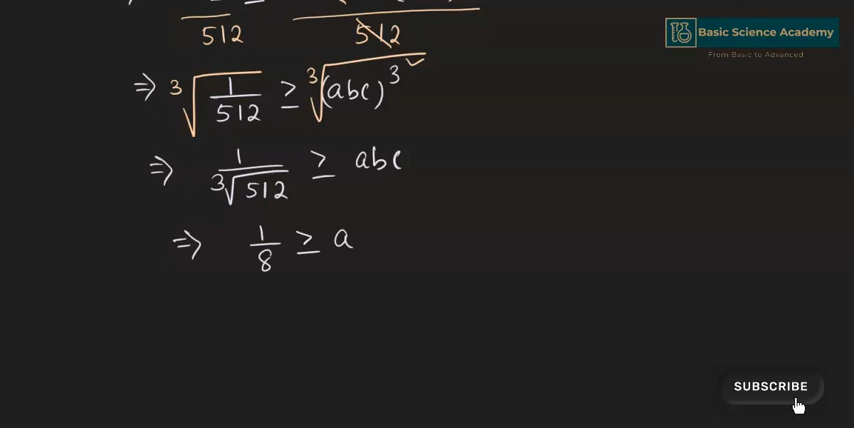 512
512
Basic Science Academy
From Basic to Advanced
⇒ ∛(1/512) ≥ ∛(abc)³
⇒ 1/∛512 ≥ abc
⇒ 1/8 ≥ a
SUBSCRIBE